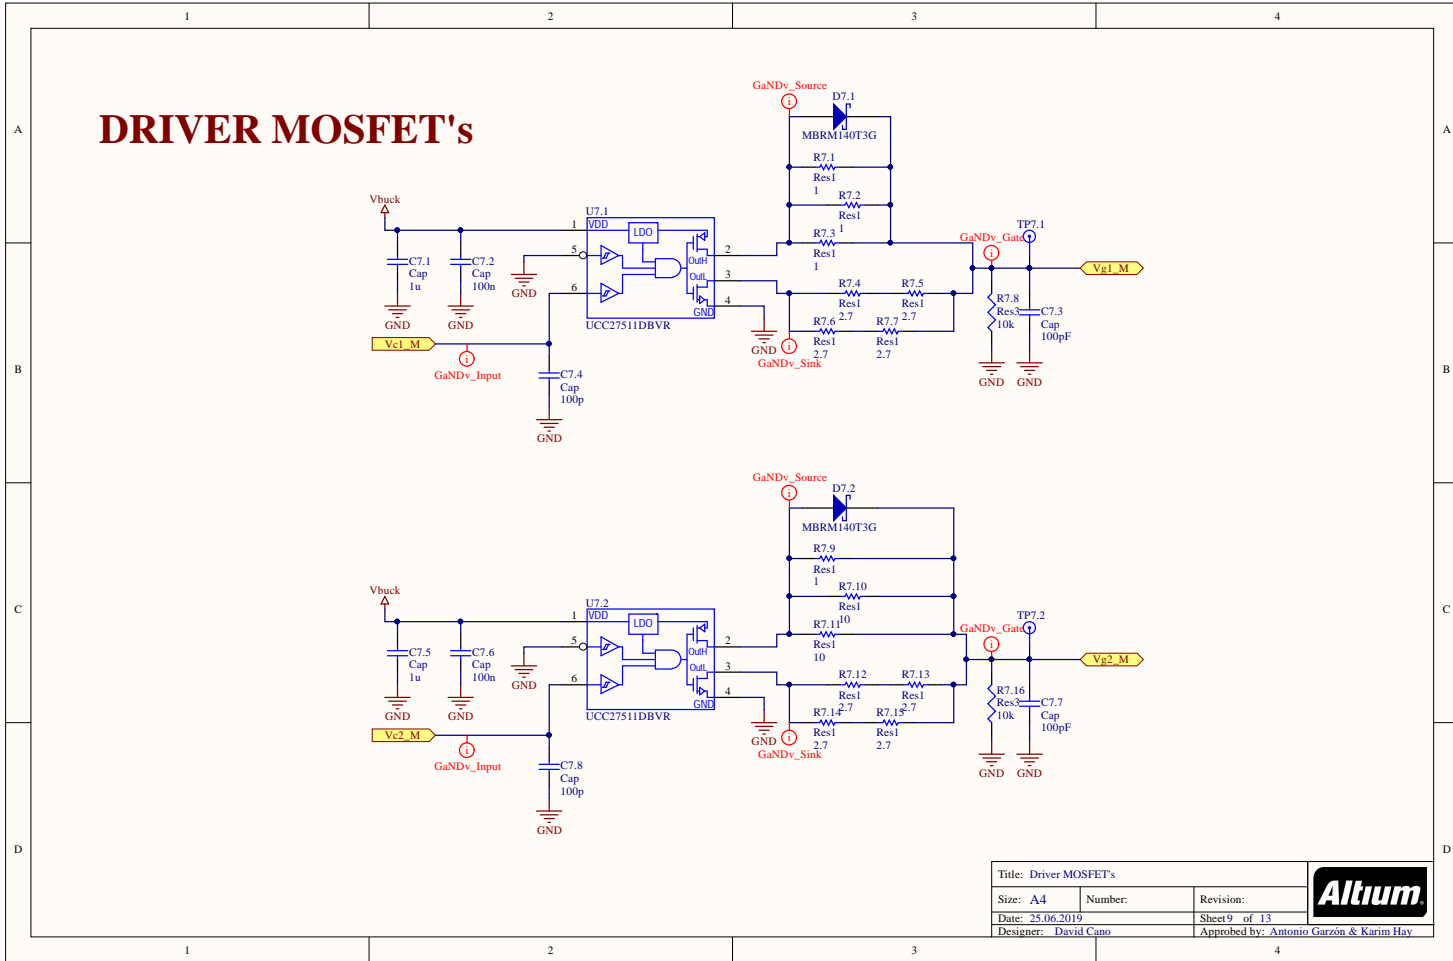 1 2 3 4
A A
B B
C C
D D
DRIVER MOSFET's
GaNDv_Source
D7.1
MBRM140T3G
R7.1
Res1
1
R7.2
Res1
1
R7.3
Res1
1
Vbuck
C7.1
Cap
1u
GND
C7.2
Cap
100n
GND
GND
U7.1
1
5
6
VDD
LDO
OutH
OutL
GND
2
3
4
UCC27511DBVR
GND
R7.4
Res1
2.7
R7.5
Res1
2.7
R7.6
Res1
2.7
R7.7
Res1
2.7
GaNDv_Sink
GaNDv_Gate
TP7.1
Vg1_M
R7.8
Res3
10k
GND
C7.3
Cap
100pF
GND
Vc1_M
GaNDv_Input
C7.4
Cap
100p
GND
GaNDv_Source
D7.2
MBRM140T3G
R7.9
Res1
1
R7.10
Res1
10
R7.11
Res1
10
Vbuck
C7.5
Cap
1u
GND
C7.6
Cap
100n
GND
GND
U7.2
1
5
6
VDD
LDO
OutH
OutL
GND
2
3
4
UCC27511DBVR
GND
R7.12
Res1
2.7
R7.13
Res1
2.7
R7.14
Res1
2.7
R7.15
Res1
2.7
GaNDv_Sink
GaNDv_Gate
TP7.2
Vg2_M
R7.16
Res3
10k
GND
C7.7
Cap
100pF
GND
Vc2_M
GaNDv_Input
C7.8
Cap
100p
GND
Title: Driver MOSFET's
Size: A4 Number: Revision:
Date: 25.06.2019 Sheet 9 of 13
Designer: David Cano Approved by: Antonio Garzón & Karim Hay
Altium
1 2 3 4